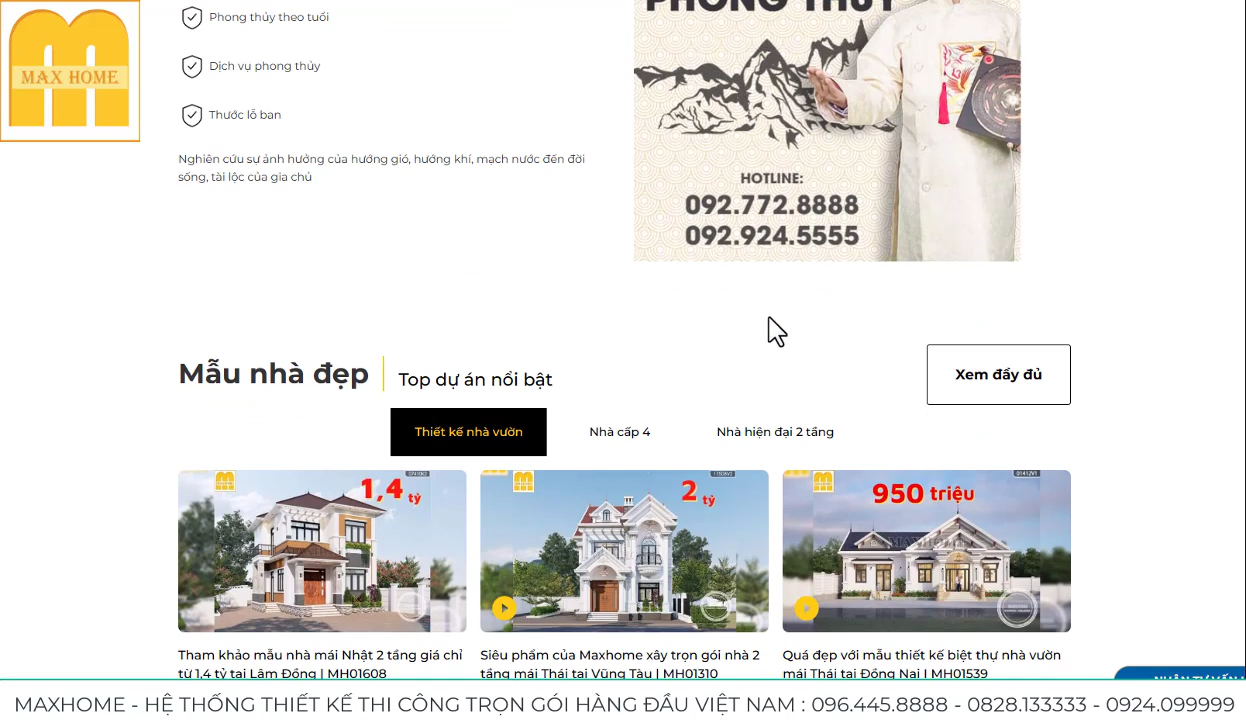 MAX HOME
Phong thủy theo tuổi
Dịch vụ phong thủy
Thước lỗ ban
Nghiên cứu sự ảnh hưởng của hướng gió, hướng khí, mạch nước đến đời
sống, tài lộc của gia chủ
PHONG THỦY
HOTLINE:
092.772.8888
092.924.5555
Mẫu nhà đẹp
Top dự án nổi bật
Xem đầy đủ
Thiết kế nhà vườn
Nhà cấp 4
Nhà hiện đại 2 tầng
1,4 tỷ
2 tỷ
950 triệu
Tham khảo mẫu nhà mái Nhật 2 tầng giá chỉ
từ 1,4 tỷ tại Lâm Đồng | MH01608
Siêu phẩm của Maxhome xây trọn gói nhà 2
tầng mái Thái tại Vũng Tàu | MH01310
Quá đẹp với mẫu thiết kế biệt thự nhà vườn
mái Thái tại Đồng Nai | MH01539
MAXHOME - HỆ THỐNG THIẾT KẾ THI CÔNG TRỌN GÓI HÀNG ĐẦU VIỆT NAM : 096.445.8888 - 0828.133333 - 0924.099999